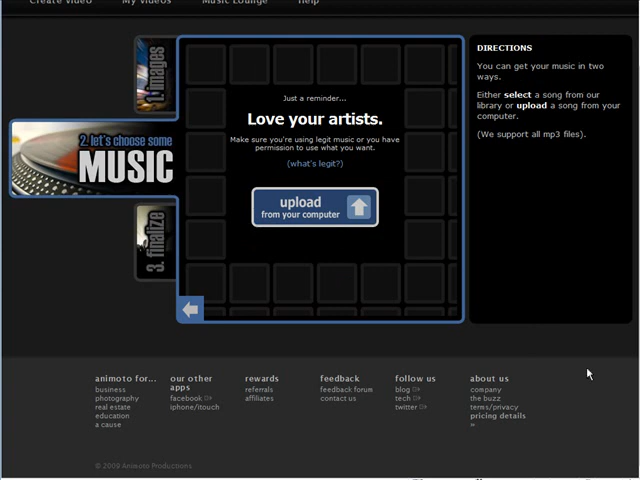 Create Video
My Videos
Music Lounge
Help
1. images
2. let's choose some
MUSIC
3. finalize
Just a reminder...
Love your artists.
Make sure you're using legit music or you have
permission to use what you want.
(what's legit?)
upload
from your computer
DIRECTIONS
You can get your music in two
ways.
Either select a song from our
library or upload a song from your
computer.
(We support all mp3 files).
animoto for...
business
photography
real estate
education
a cause
our other
apps
facebook
iphone/itouch
rewards
referrals
affiliates
feedback
feedback forum
contact us
follow us
blog
tech
twitter
about us
company
the buzz
terms/privacy
pricing details
»
© 2009 Animoto Productions